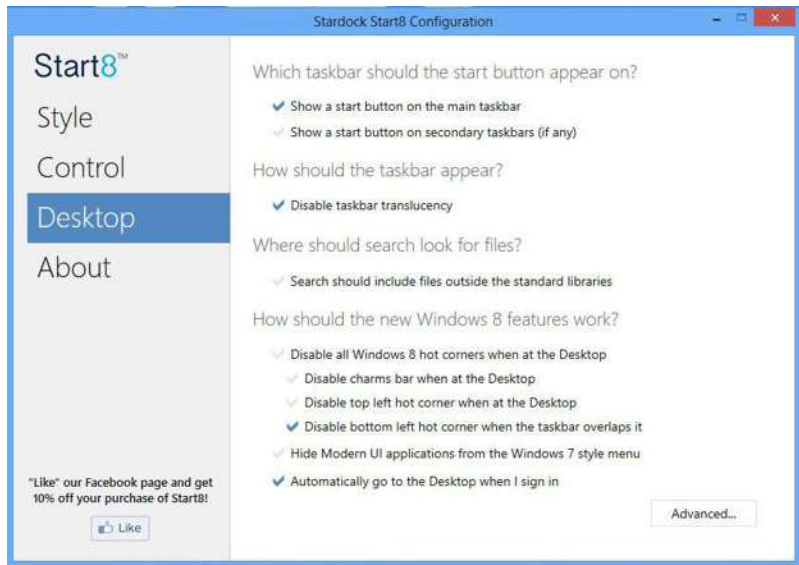 Stardock Start8 Configuration
Start8™
Style
Control
Desktop
About
"Like" our Facebook page and get
10% off your purchase of Start8!
Like
Which taskbar should the start button appear on?
Show a start button on the main taskbar
Show a start button on secondary taskbars (if any)
How should the taskbar appear?
Disable taskbar translucency
Where should search look for files?
Search should include files outside the standard libraries
How should the new Windows 8 features work?
Disable all Windows 8 hot corners when at the Desktop
Disable charms bar when at the Desktop
Disable top left hot corner when at the Desktop
Disable bottom left hot corner when the taskbar overlaps it
Hide Modern UI applications from the Windows 7 style menu
Automatically go to the Desktop when I sign in
Advanced...